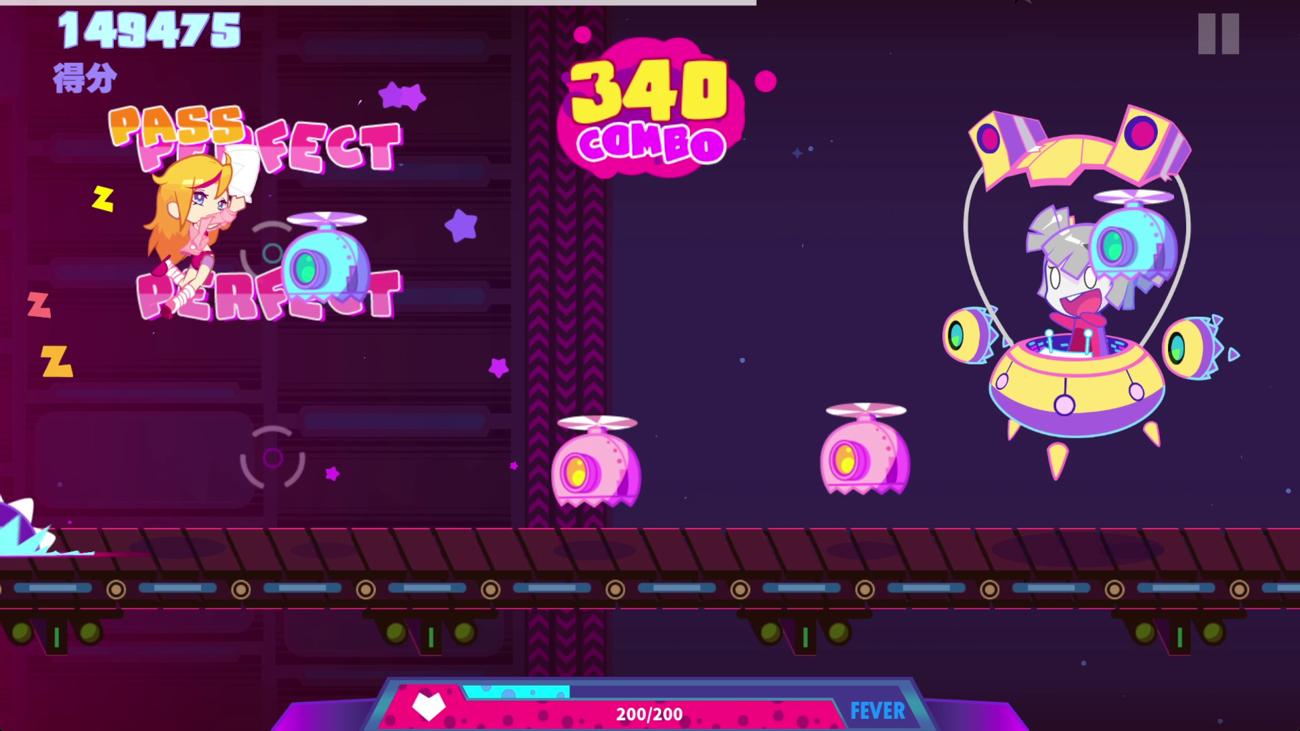 149475
得分
340
COMBO
PASS
PERFECT
Z
PERFECT
Z
Z
200/200
FEVER